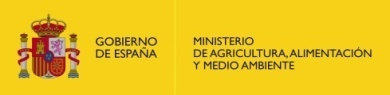 GOBIERNO
DE ESPAÑA
MINISTERIO
DE AGRICULTURA, ALIMENTACIÓN
Y MEDIO AMBIENTE